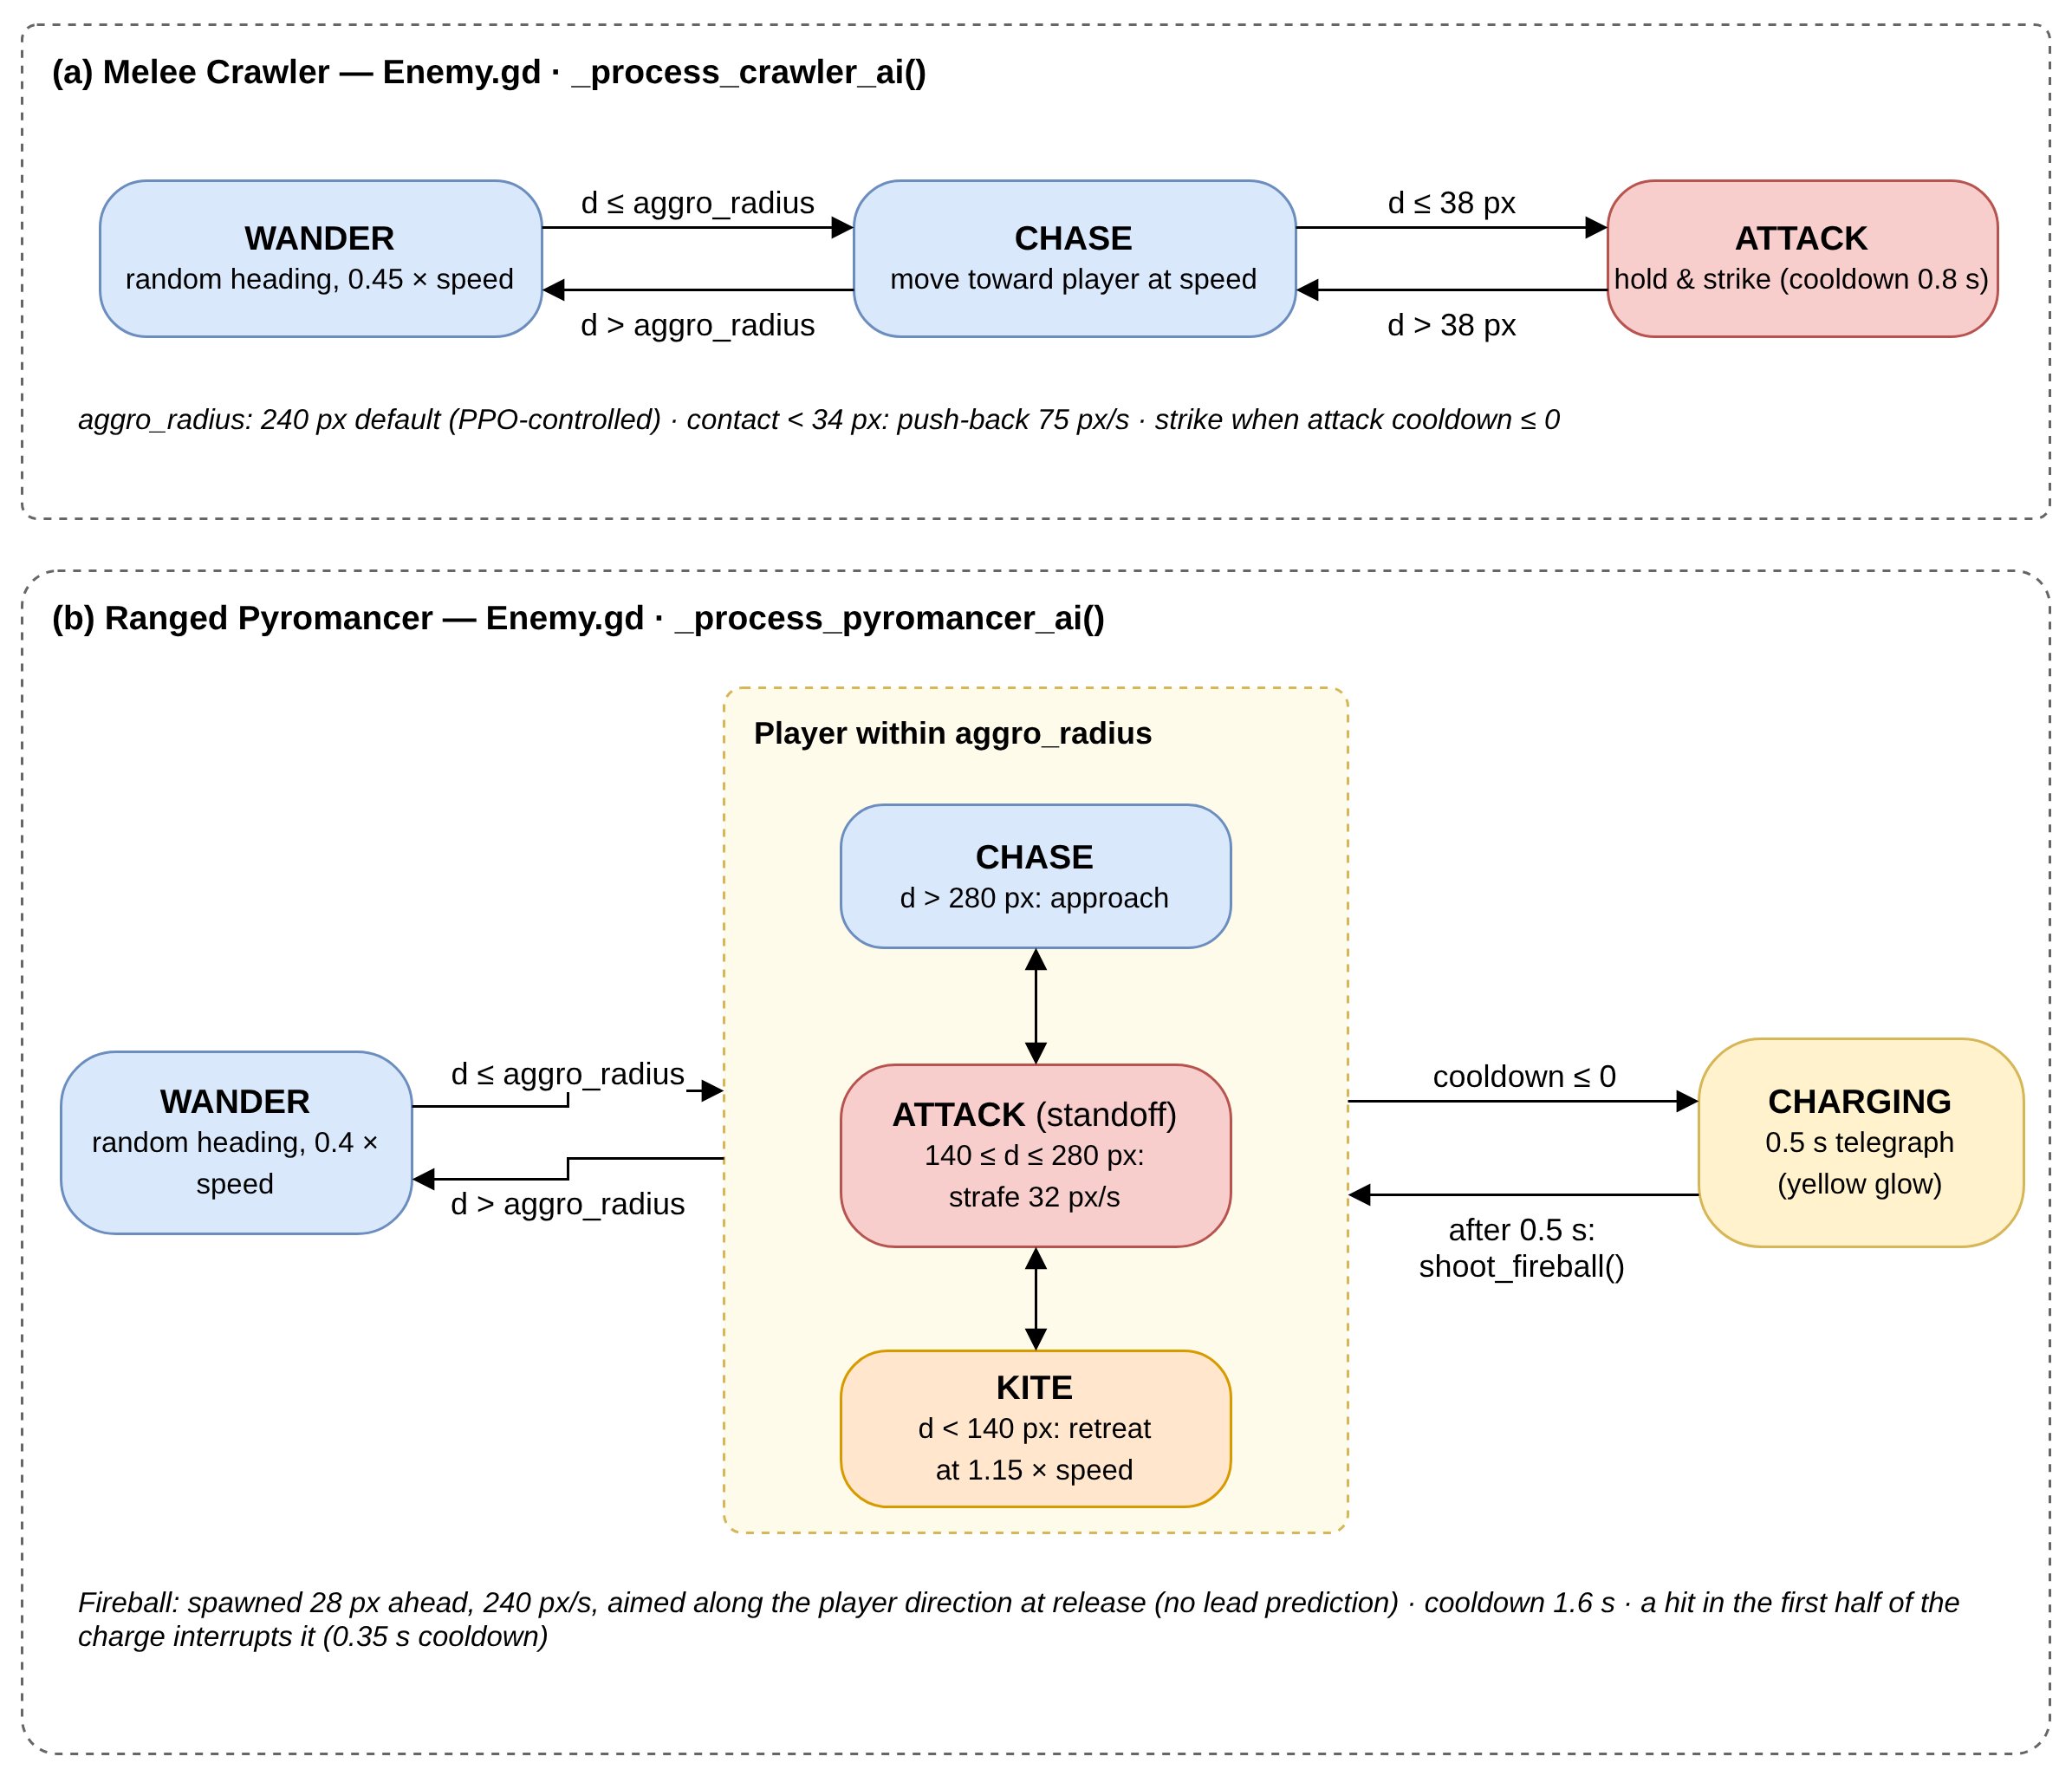 (a) Melee Crawler — Enemy.gd · _process_crawler_ai()
WANDER
random heading, 0.45 × speed
d ≤ aggro_radius
d > aggro_radius
CHASE
move toward player at speed
d ≤ 38 px
d > 38 px
ATTACK
hold & strike (cooldown 0.8 s)
aggro_radius: 240 px default (PPO-controlled) · contact < 34 px: push-back 75 px/s · strike when attack cooldown ≤ 0
(b) Ranged Pyromancer — Enemy.gd · _process_pyromancer_ai()
Player within aggro_radius
CHASE
d > 280 px: approach
WANDER
random heading, 0.4 ×
speed
d ≤ aggro_radius
d > aggro_radius
ATTACK (standoff)
140 ≤ d ≤ 280 px:
strafe 32 px/s
cooldown ≤ 0
after 0.5 s:
shoot_fireball()
CHARGING
0.5 s telegraph
(yellow glow)
KITE
d < 140 px: retreat
at 1.15 × speed
Fireball: spawned 28 px ahead, 240 px/s, aimed along the player direction at release (no lead prediction) · cooldown 1.6 s · a hit in the first half of the
charge interrupts it (0.35 s cooldown)